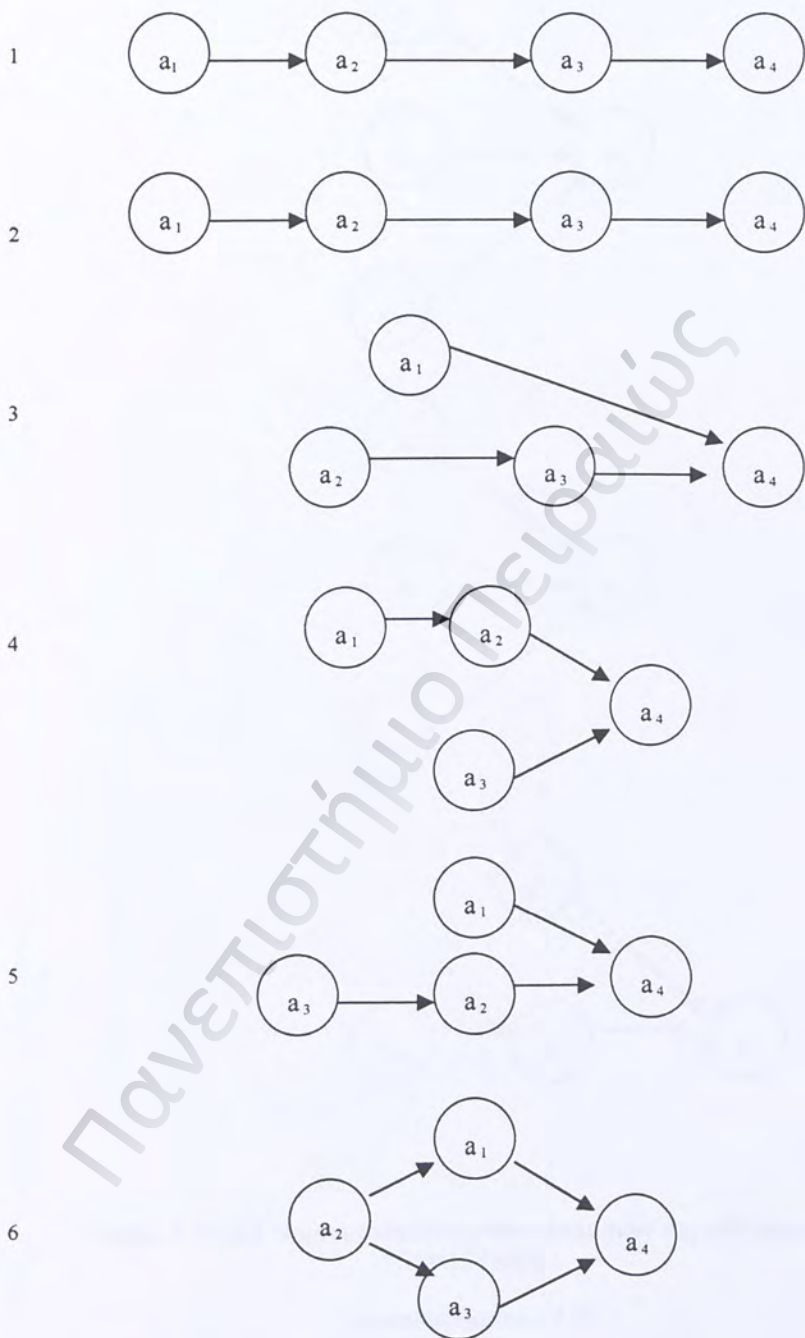 1 a₁ a₂ a₃ a₄
2 a₁ a₂ a₃ a₄
3 a₁
a₂ a₃ a₄
4 a₁ a₂
a₄
a₃
a₁
5 a₃ a₂ a₄
a₁
6 a₂ a₄
a₃
Πανεπιστήμιο Πειραιώς